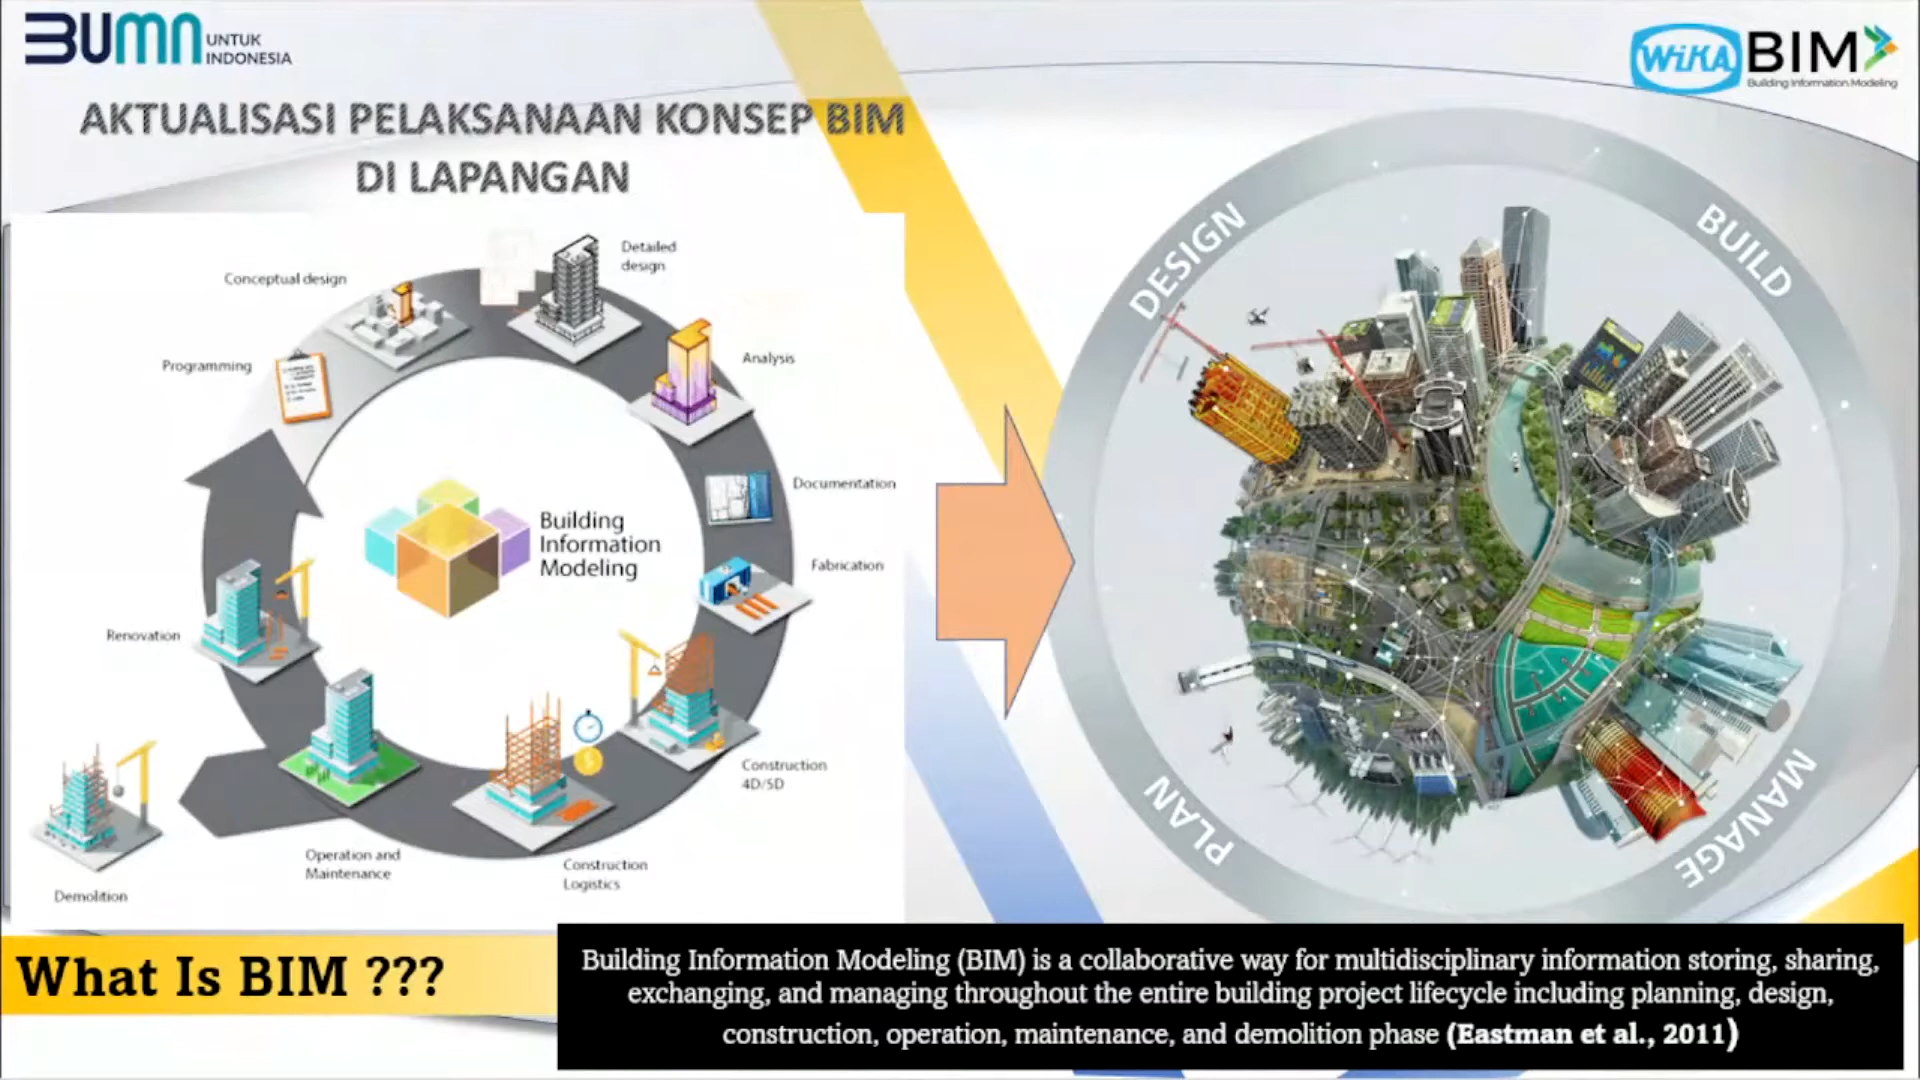 BUMN
UNTUK
INDONESIA
WIKA
BIM
Building Information Modeling
AKTUALISASI PELAKSANAAN KONSEP BIM
DI LAPANGAN
Conceptual design
Detailed
design
Programming
Analysis
Documentation
Building
Information
Modeling
Fabrication
Renovation
Construction
4D/5D
Operation and
Maintenance
Construction
Logistics
Demolition
DESIGN
BUILD
PLAN
MANAGE
What Is BIM ???
Building Information Modeling (BIM) is a collaborative way for multidisciplinary information storing, sharing,
exchanging, and managing throughout the entire building project lifecycle including planning, design,
construction, operation, maintenance, and demolition phase (Eastman et al., 2011)